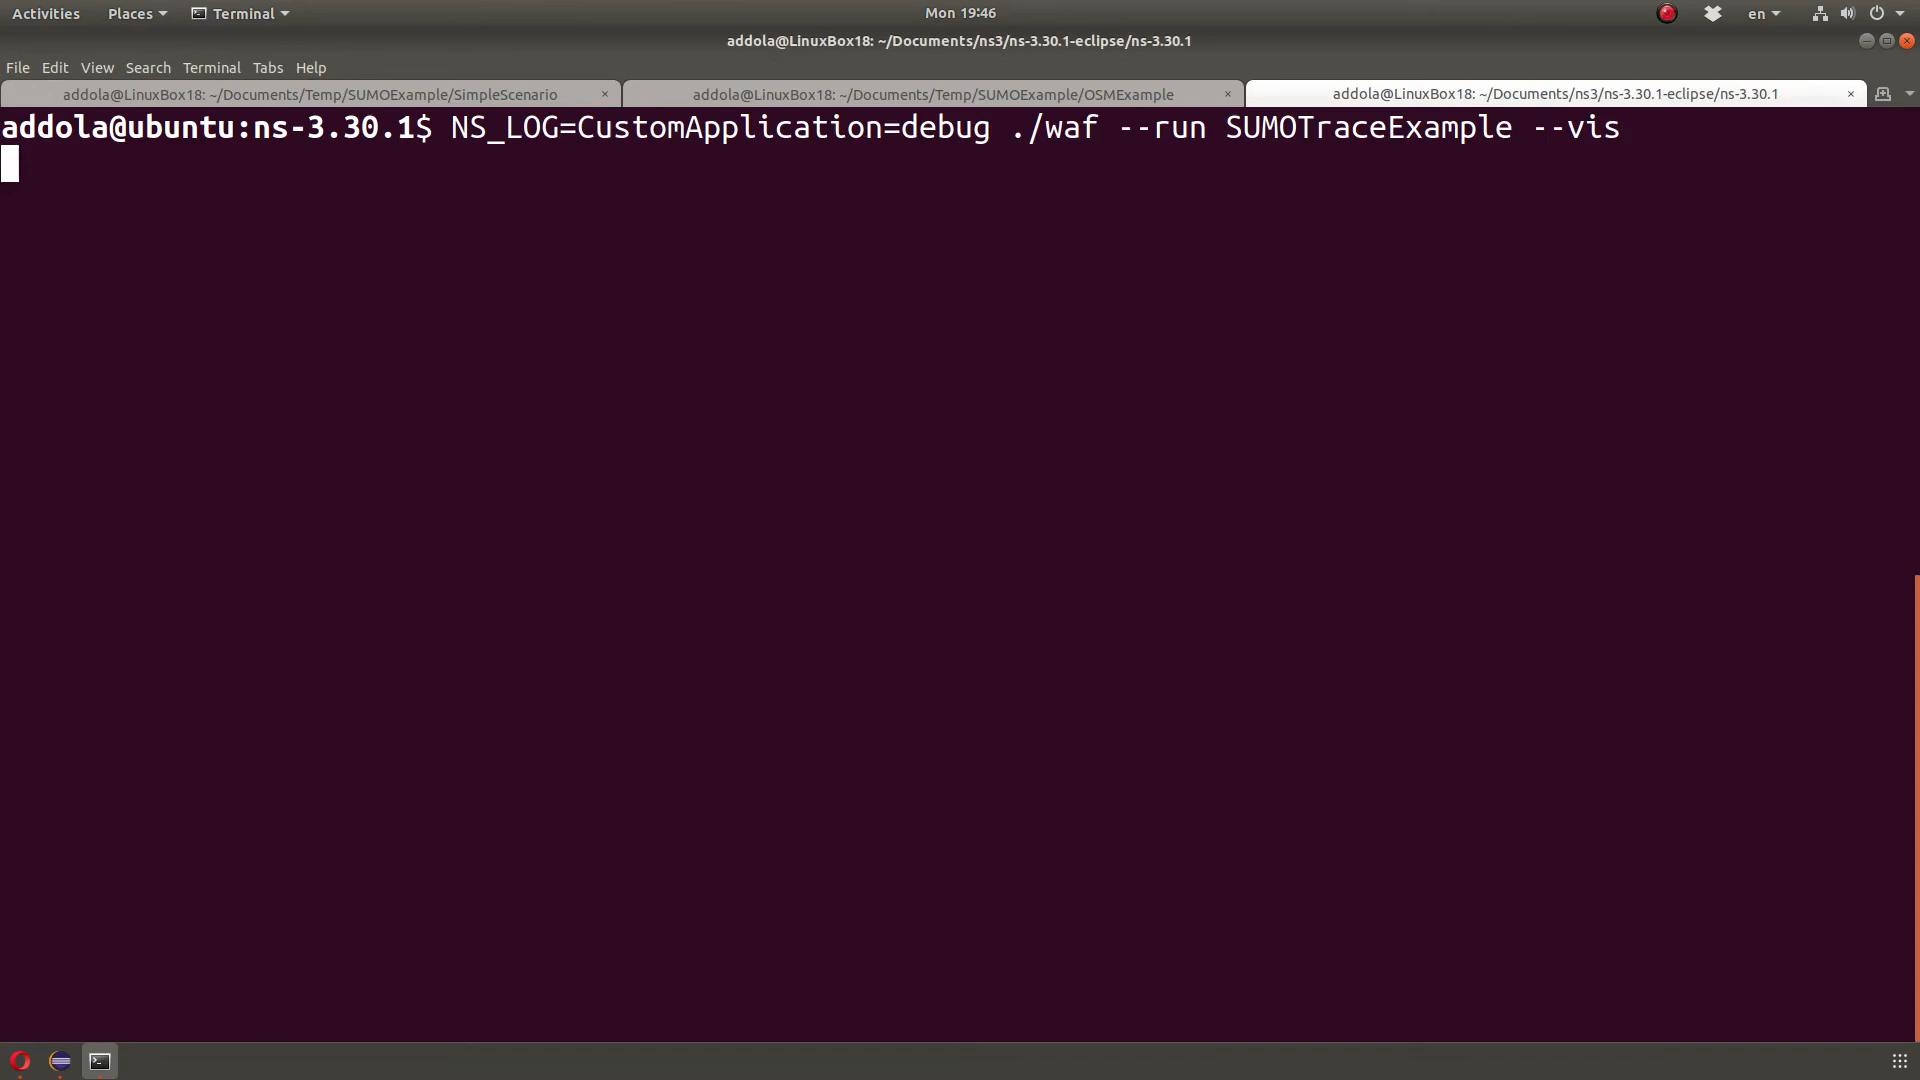 Activities Places Terminal Mon 19:46 en
addola@LinuxBox18: ~/Documents/ns3/ns-3.30.1-eclipse/ns-3.30.1
File Edit View Search Terminal Tabs Help
addola@LinuxBox18: ~/Documents/Temp/SUMOExample/SimpleScenario × addola@LinuxBox18: ~/Documents/Temp/SUMOExample/OSMExample × addola@LinuxBox18: ~/Documents/ns3/ns-3.30.1-eclipse/ns-3.30.1 ×
addola@ubuntu:ns-3.30.1$ NS_LOG=CustomApplication=debug ./waf --run SUMOTraceExample --vis